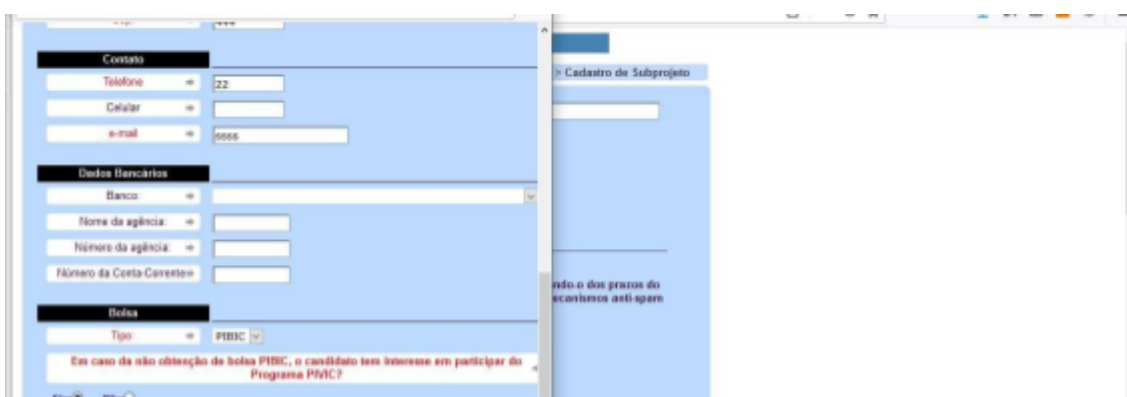 Contato
Telefone
22
Celular
e-mail
ssss
Dados Bancários
Banco:
Nome da agência:
Número da agência:
Número da Conta-Corrente
Bolsa
Tipo:
PIBIC
Em caso da não obtenção de bolsa PIBIC, o candidato tem interesse em participar do
Programa PIVIC?
> Cadastro de Subprojeto
ndo-o dos prazos do
ecanismos anti-spam